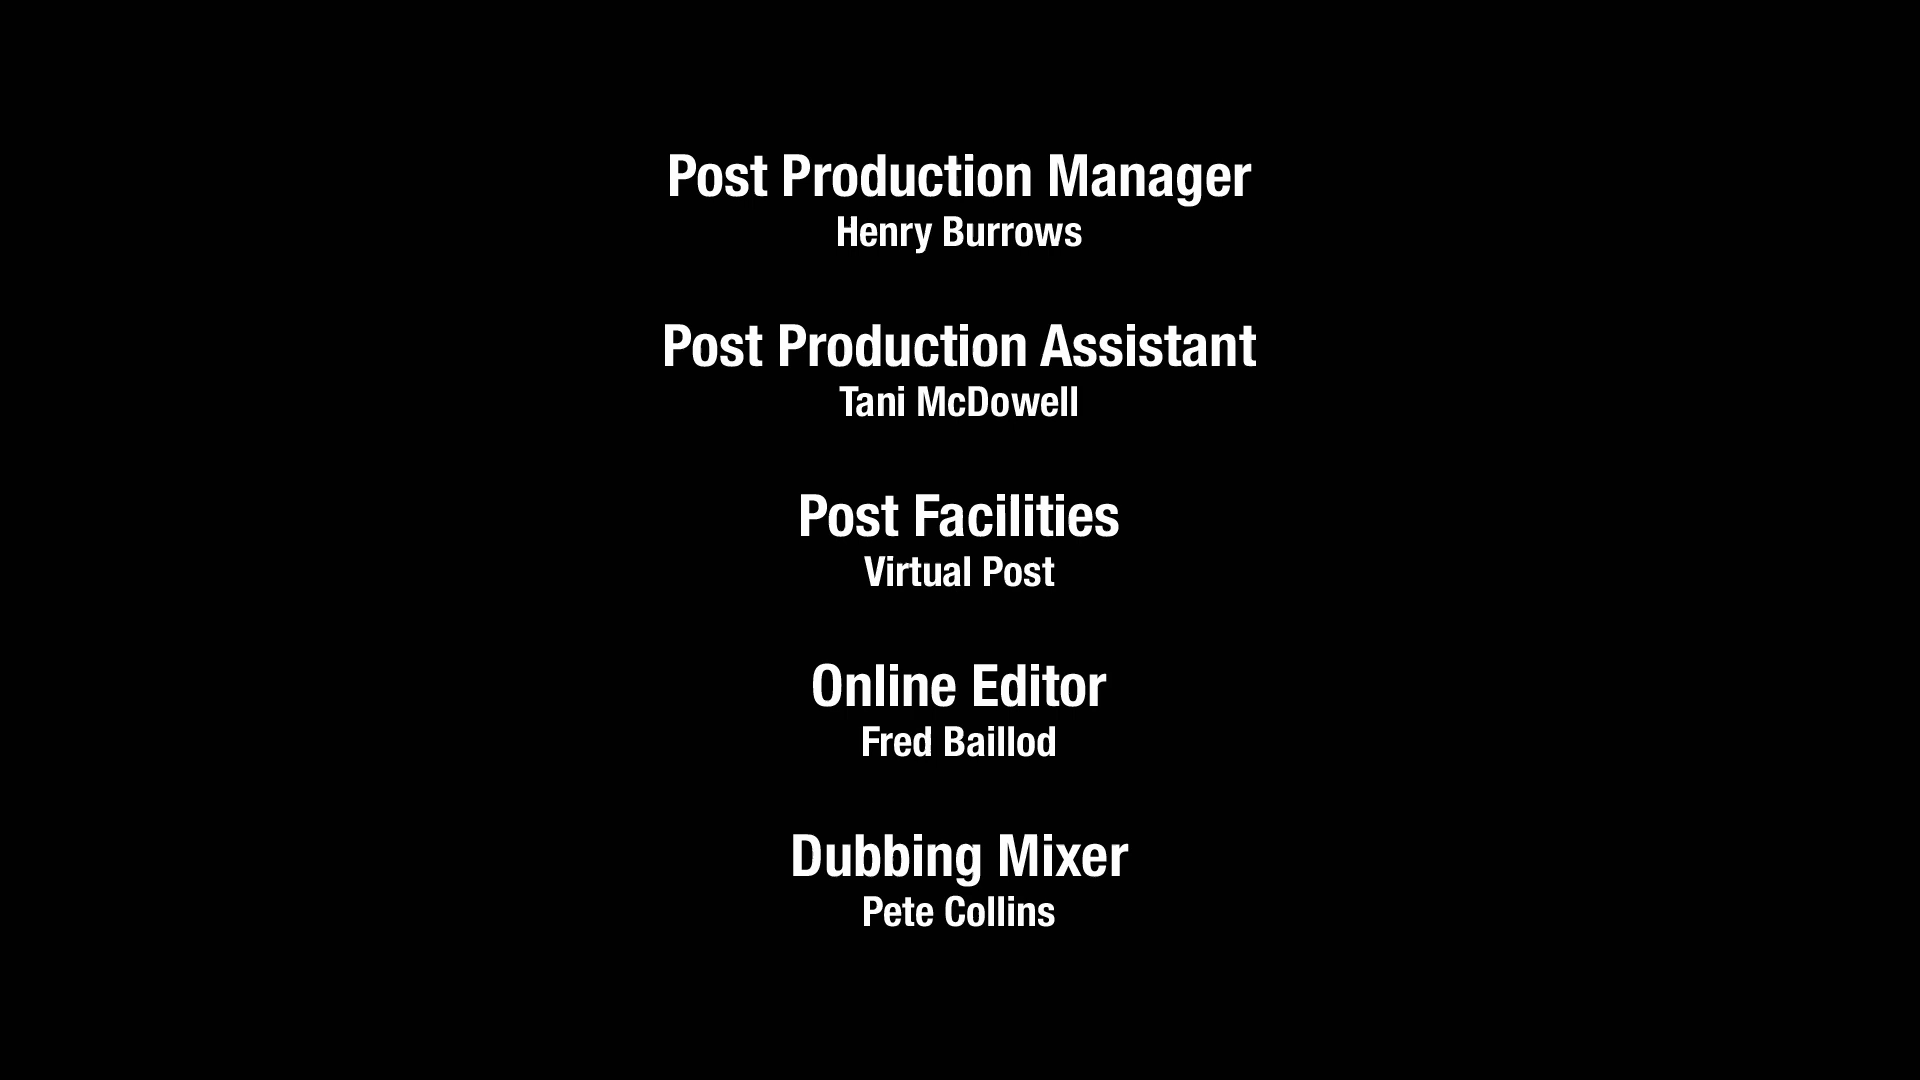 Post Production Manager
Henry Burrows
Post Production Assistant
Tani McDowell
Post Facilities
Virtual Post
Online Editor
Fred Baillod
Dubbing Mixer
Pete Collins